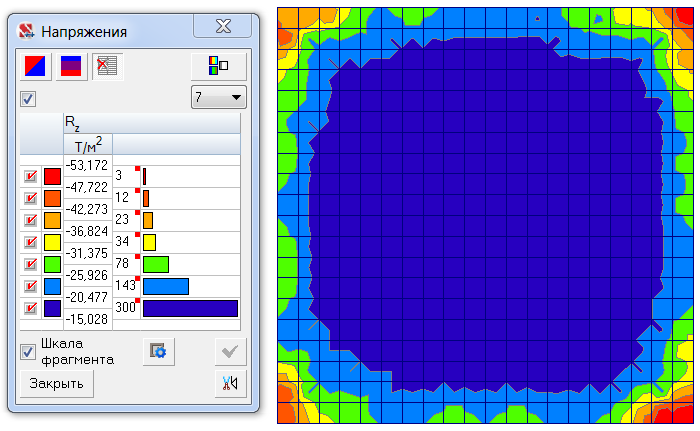 Напряжения
7
Rz
Т/м2
-53,172
3
-47,722
12
-42,273
23
-36,824
34
-31,375
78
-25,926
143
-20,477
300
-15,028
Шкала
фрагмента
Закрыть